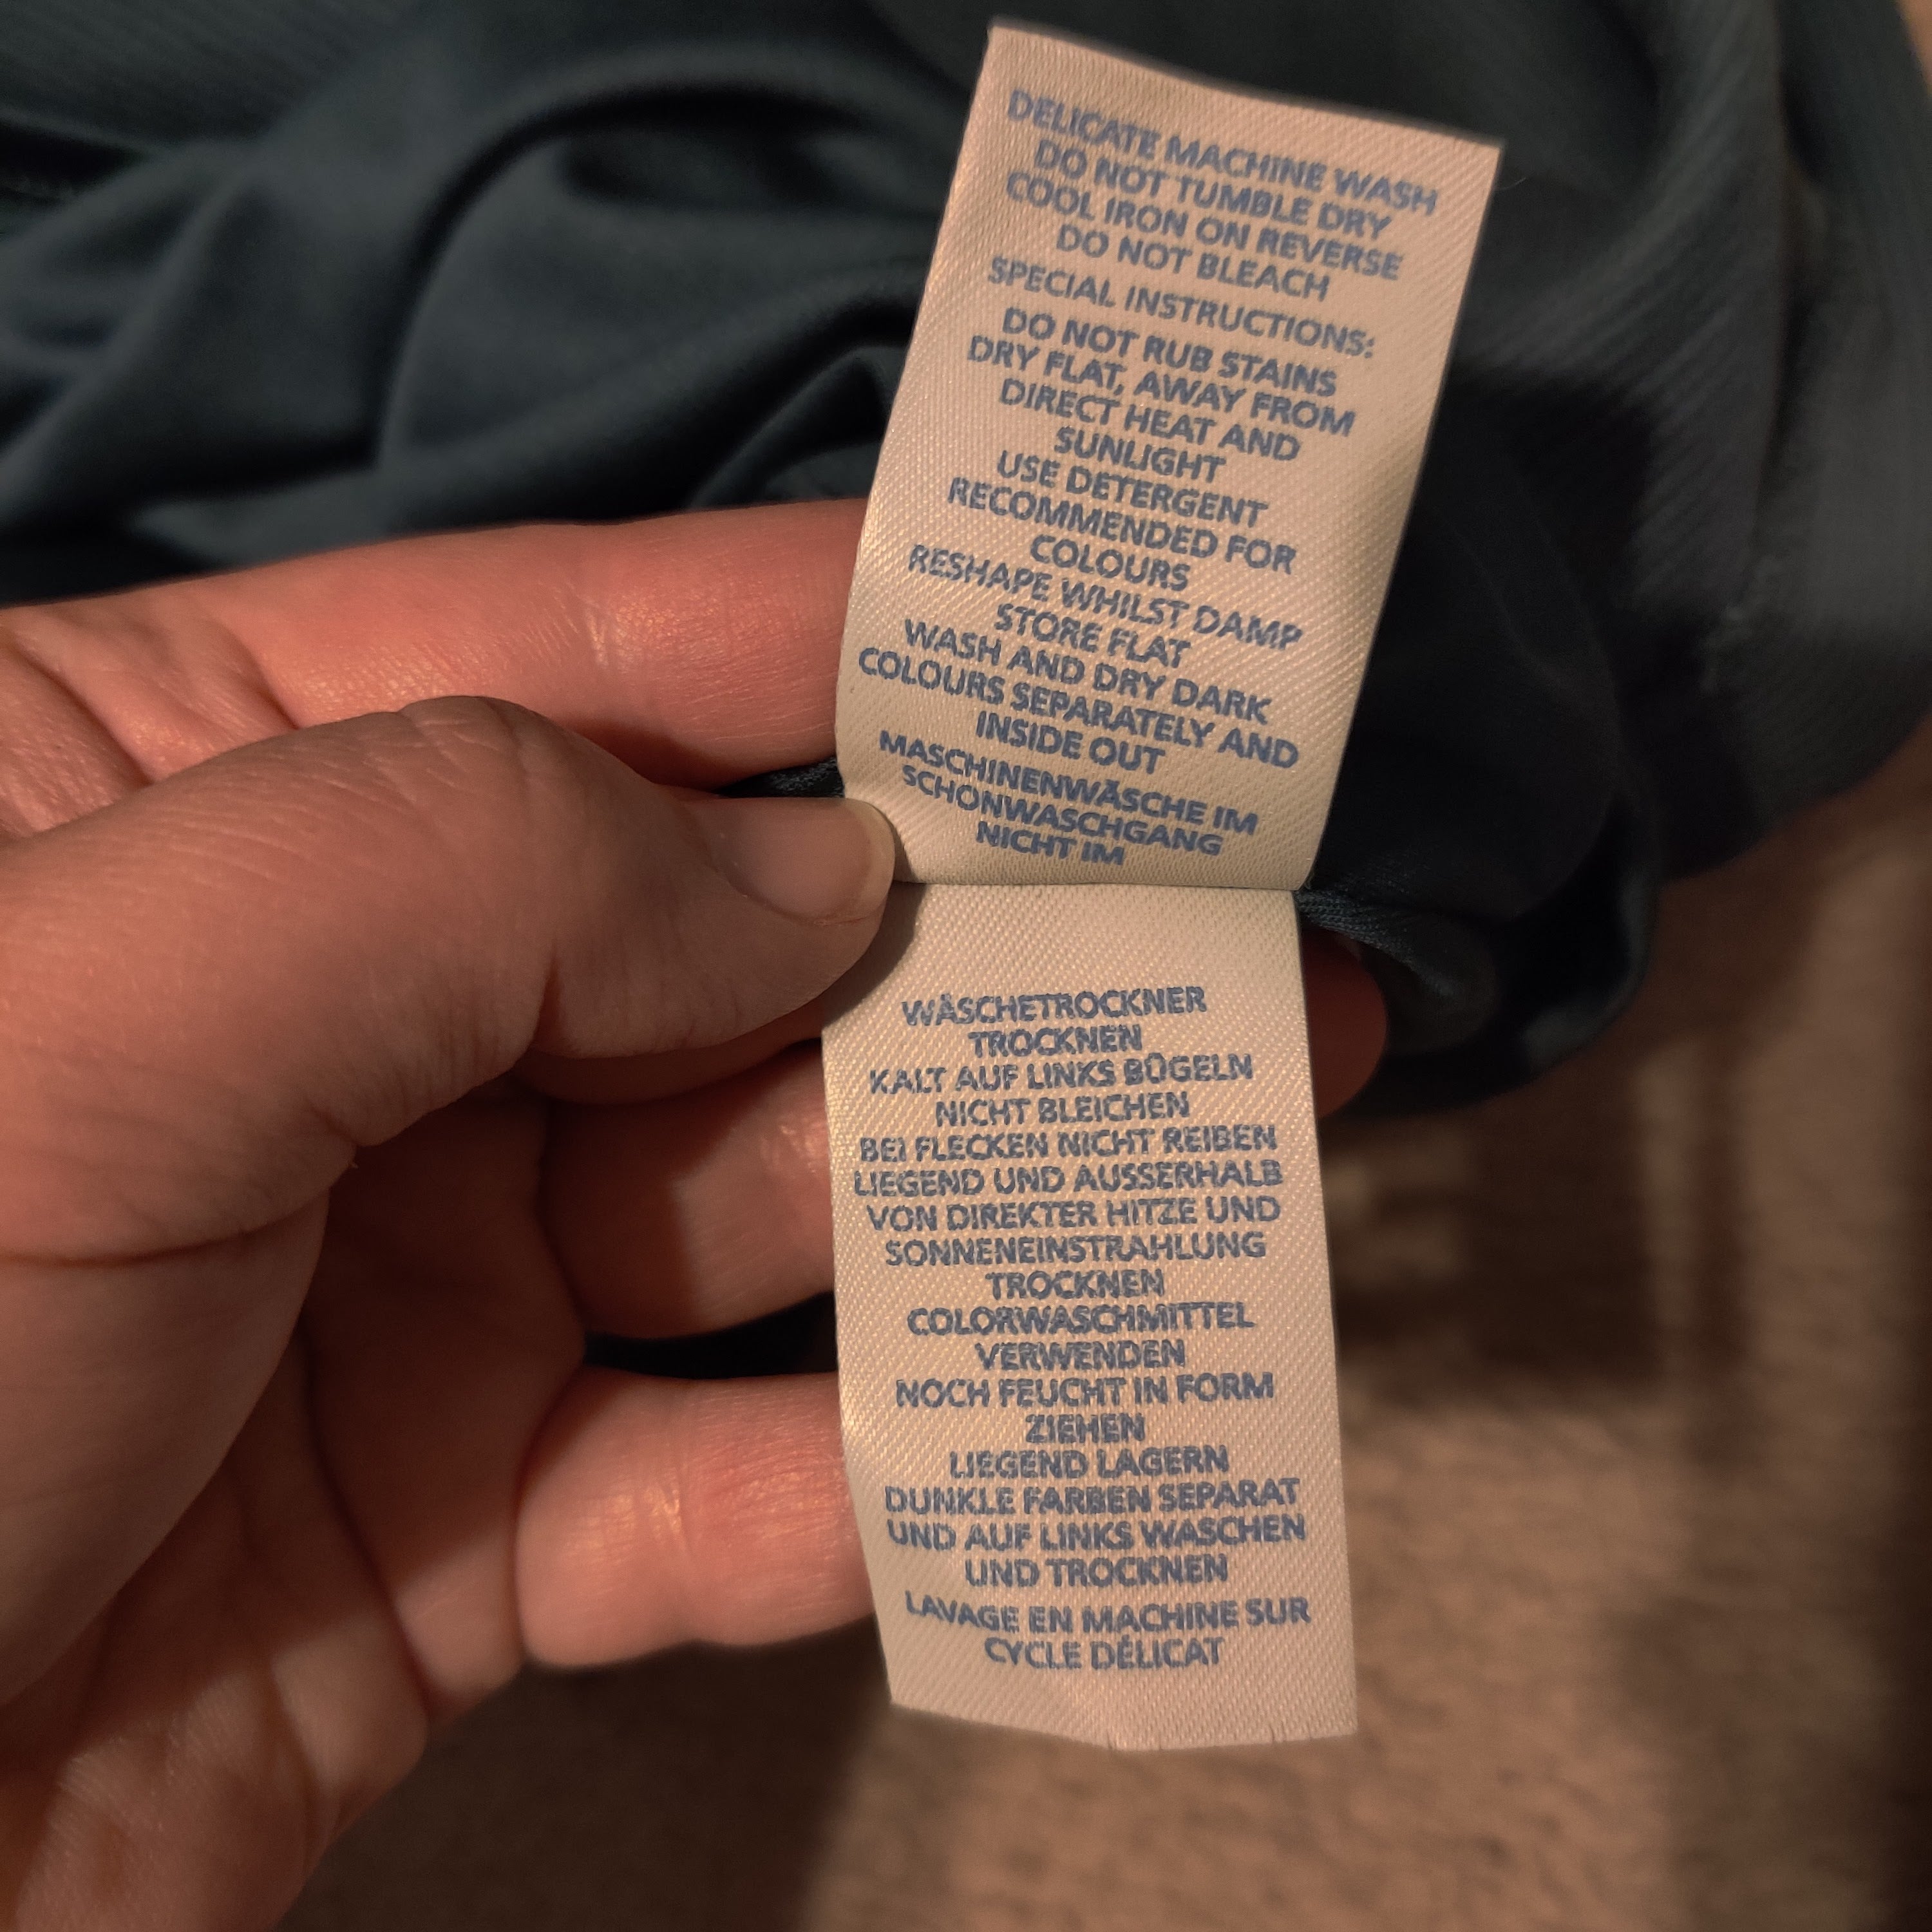 DELICATE MACHINE WASH
DO NOT TUMBLE DRY
COOL IRON ON REVERSE
DO NOT BLEACH
SPECIAL INSTRUCTIONS:
DO NOT RUB STAINS
DRY FLAT, AWAY FROM
DIRECT HEAT AND
SUNLIGHT
USE DETERGENT
RECOMMENDED FOR
COLOURS
RESHAPE WHILST DAMP
STORE FLAT
WASH AND DRY DARK
COLOURS SEPARATELY AND
INSIDE OUT
MASCHINENWÄSCHE IM
SCHONWASCHGANG
NICHT IM
WÄSCHETROCKNER
TROCKNEN
KALT AUF LINKS BÜGELN
NICHT BLEICHEN
BEI FLECKEN NICHT REIBEN
LIEGEND UND AUSSERHALB
VON DIREKTER HITZE UND
SONNENEINSTRAHLUNG
TROCKNEN
COLORWASCHMITTEL
VERWENDEN
NOCH FEUCHT IN FORM
ZIEHEN
LIEGEND LAGERN
DUNKLE FARBEN SEPARAT
UND AUF LINKS WASCHEN
UND TROCKNEN
LAVAGE EN MACHINE SUR
CYCLE DÉLICAT